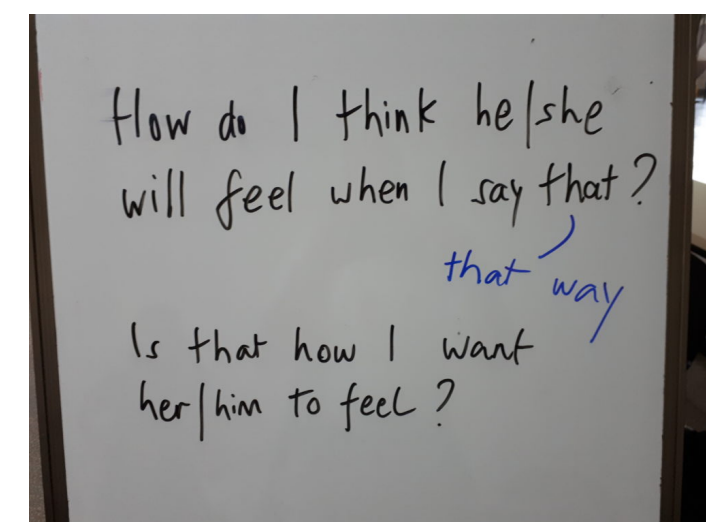 How do I think he/she
will feel when I say that?
that way
Is that how I want
her/him to feel?